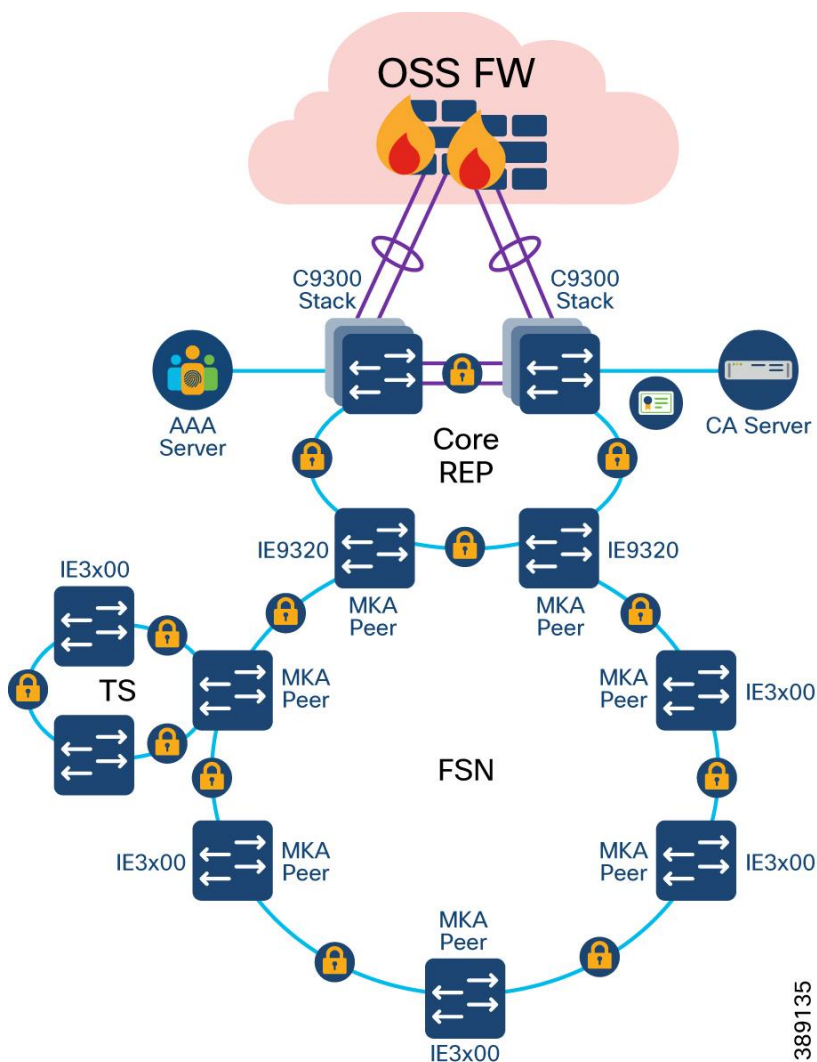 OSS FW
C9300
Stack
C9300
Stack
AAA
Server
CA Server
Core
REP
IE9320
IE9320
MKA
Peer
MKA
Peer
IE3x00
TS
MKA
Peer
MKA
Peer
IE3x00
FSN
IE3x00
MKA
Peer
MKA
Peer
IE3x00
MKA
Peer
IE3x00
389135